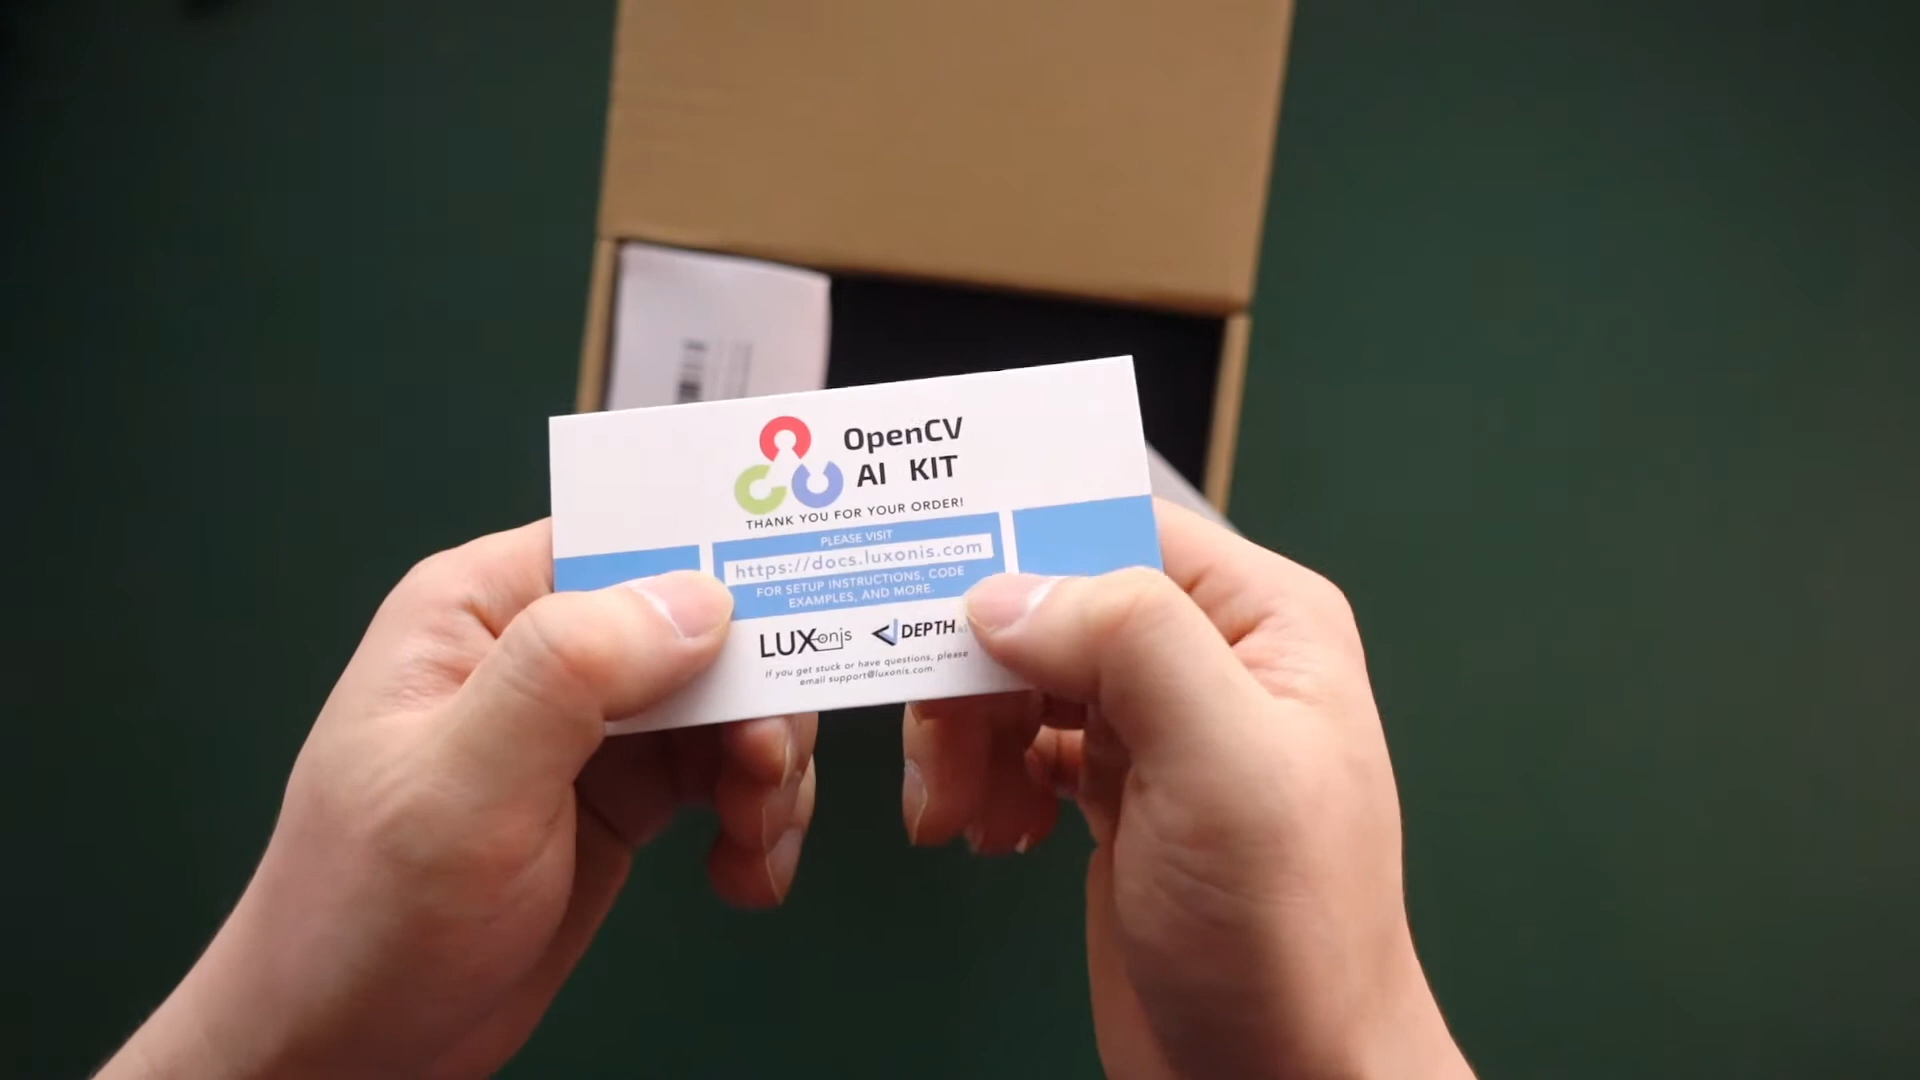 OpenCV
AI KIT
THANK YOU FOR YOUR ORDER!
PLEASE VISIT
https://docs.luxonis.com
FOR SETUP INSTRUCTIONS, CODE
EXAMPLES, AND MORE.
LUXonis DEPTH
If you get stuck or have questions, please
email support@luxonis.com.